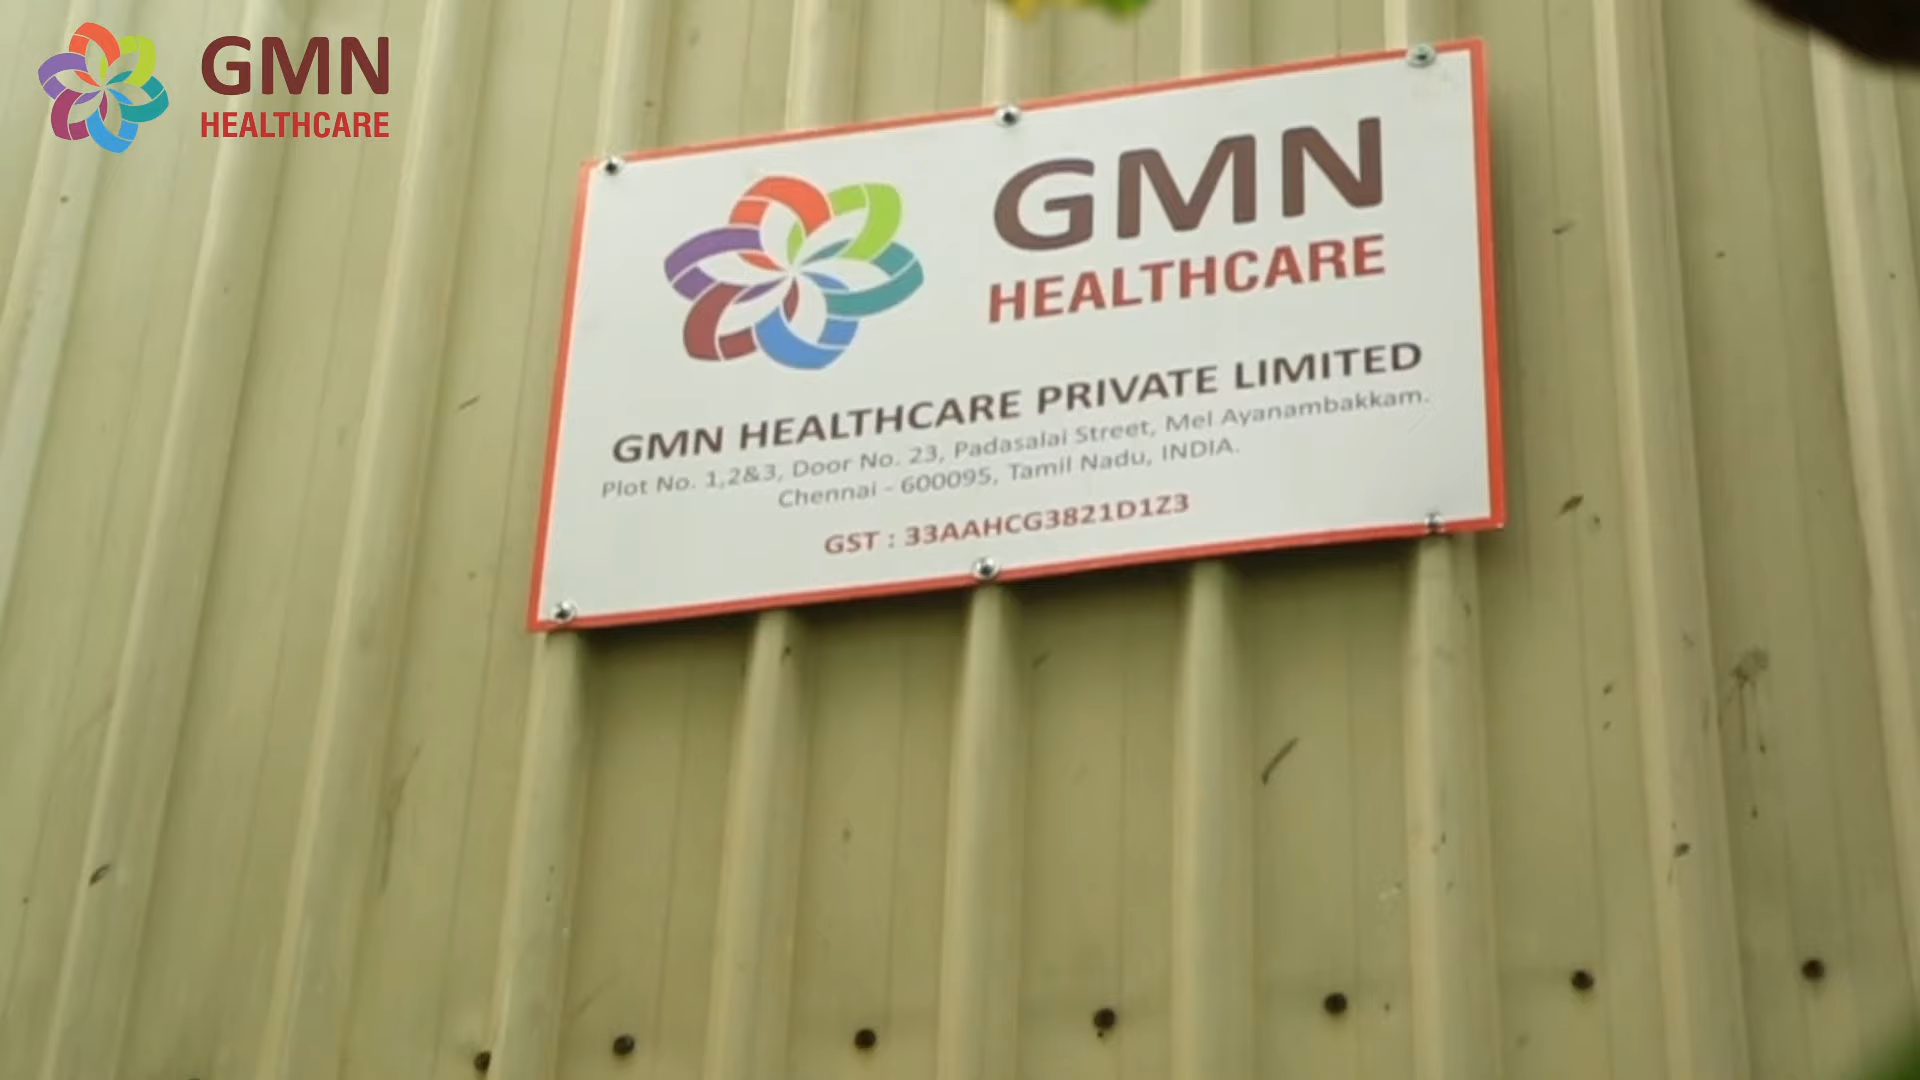 GMN
HEALTHCARE
GMN
HEALTHCARE
GMN HEALTHCARE PRIVATE LIMITED
Plot No. 1,2&3, Door No. 23, Padasalai Street, Mel Ayanambakkam.
Chennai - 600095, Tamil Nadu, INDIA.
GST : 33AAHCG3821D1Z3